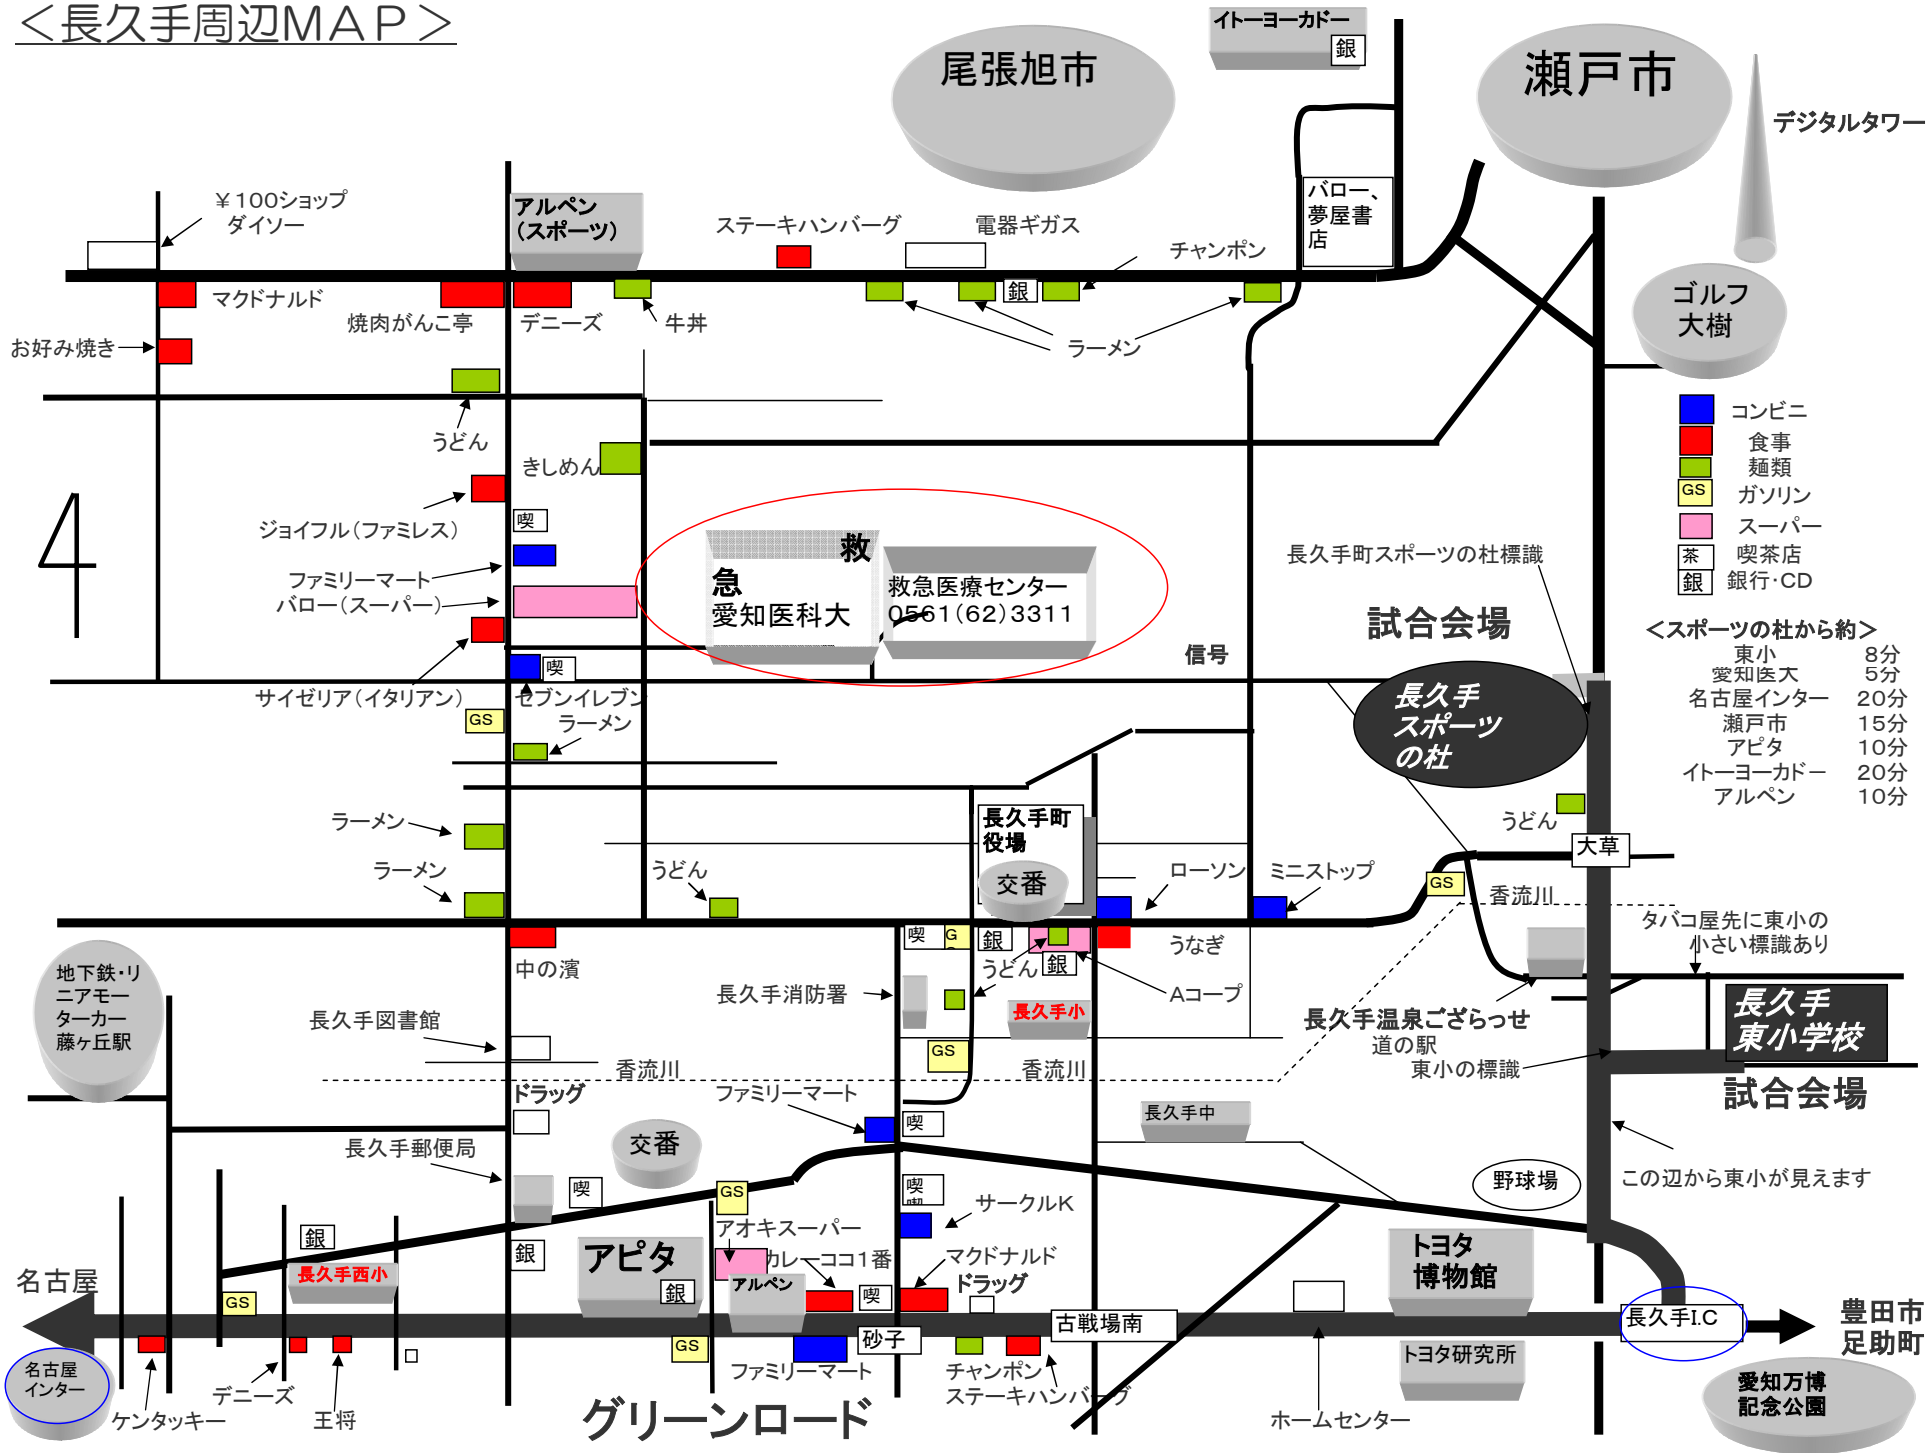 ＜長久手周辺MAP＞
イトーヨーカドー
銀
尾張旭市
瀬戸市
デジタルタワー
￥100ショップ
ダイソー
アルペン
（スポーツ）
ステーキハンバーグ
電器ギガス
チャンポン
バロー、
夢屋書
店
マクドナルド
焼肉がんこ亭
デニーズ
牛丼
銀
ラーメン
お好み焼き
ゴルフ
大樹
うどん
きしめん
コンビニ
食事
麺類
GS
ガソリン
スーパー
茶
喫茶店
銀
銀行・CD
4
ジョイフル（ファミレス）
喫
ファミリーマート
バロー（スーパー）
救
急
愛知医科大
救急医療センター
0561（62）3311
長久手町スポーツの杜標識
試合会場
信号
＜スポーツの杜から約＞
東小 8分
愛知医大 5分
名古屋インター 20分
瀬戸市 15分
アピタ 10分
イトーヨーカドー 20分
アルペン 10分
喫
サイゼリア（イタリアン）
セブンイレブン
GS
ラーメン
長久手
スポーツ
の杜
ラーメン
ラーメン
うどん
長久手町
役場
交番
ローソン
ミニストップ
うどん
大草
GS
香流川
タバコ屋先に東小の
小さい標識あり
地下鉄・リ
ニアモー
ターカー
藤ヶ丘駅
中の濱
喫
G
銀
うどん
銀
うなぎ
長久手消防署
Aコープ
長久手小
長久手図書館
長久手温泉ござらっせ
道の駅
東小の標識
長久手
東小学校
試合会場
GS
香流川
香流川
ドラッグ
ファミリーマート
喫
長久手中
長久手郵便局
交番
喫
GS
喫
喫
サークルK
野球場
この辺から東小が見えます
銀
銀
アオキスーパー
カレーココ1番
マクドナルド
ドラッグ
アピタ
銀
アルペン
喫
トヨタ
博物館
名古屋
長久手西小
GS
GS
砂子
古戦場南
長久手I.C
豊田市
足助町
名古屋
インター
ケンタッキー
デニーズ
王将
ファミリーマート
チャンポン
ステーキハンバーグ
トヨタ研究所
ホームセンター
グリーンロード
愛知万博
記念公園